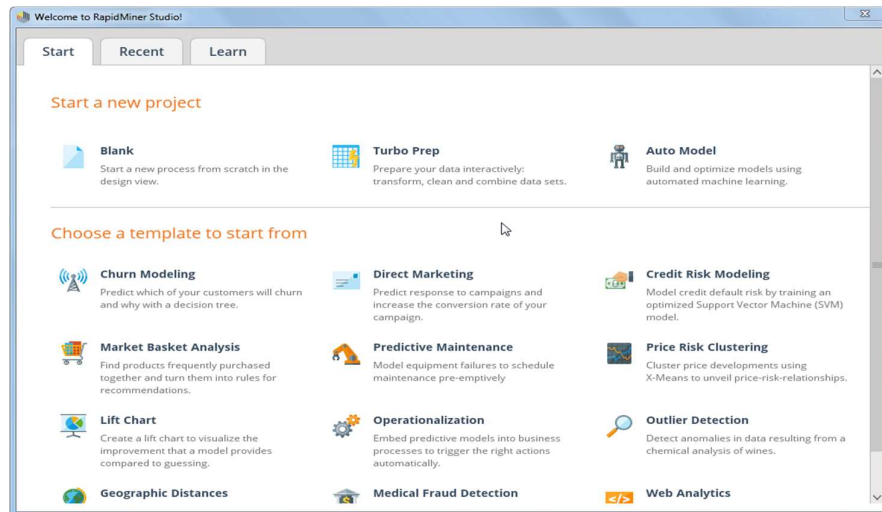 Welcome to RapidMiner Studio!
Start
Recent
Learn
Start a new project
Blank
Start a new process from scratch in the
design view.
Turbo Prep
Prepare your data interactively:
transform, clean and combine data sets.
Auto Model
Build and optimize models using
automated machine learning.
Choose a template to start from
Churn Modeling
Predict which of your customers will churn
and why with a decision tree.
Direct Marketing
Predict response to campaigns and
increase the conversion rate of your
campaign.
Credit Risk Modeling
Model credit default risk by training an
optimized Support Vector Machine (SVM)
model.
Market Basket Analysis
Find products frequently purchased
together and turn them into rules for
recommendations.
Predictive Maintenance
Model equipment failures to schedule
maintenance pre-emptively
Price Risk Clustering
Cluster price developments using
X-Means to unveil price-risk-relationships.
Lift Chart
Create a lift chart to visualize the
improvement that a model provides
compared to guessing.
Operationalization
Embed predictive models into business
processes to trigger the right actions
automatically.
Outlier Detection
Detect anomalies in data resulting from a
chemical analysis of wines.
Geographic Distances
Medical Fraud Detection
Web Analytics